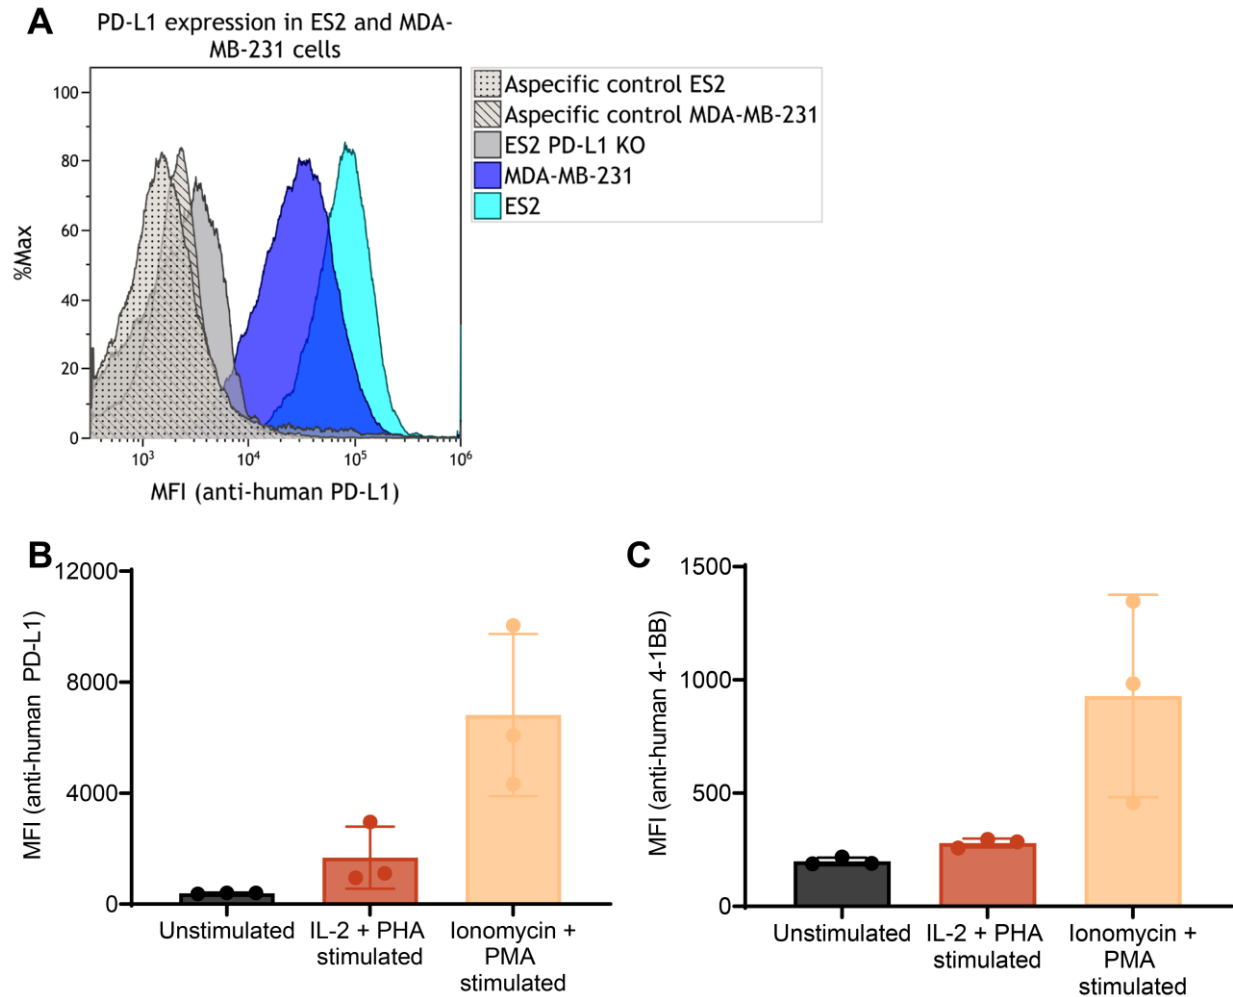 A
PD-L1 expression in ES2 and MDA-
MB-231 cells
100
80
60
40
20
0
%Max
10³
10⁴
10⁵
10⁶
MFI (anti-human PD-L1)
Aspecific control ES2
Aspecific control MDA-MB-231
ES2 PD-L1 KO
MDA-MB-231
ES2
B
12000
8000
4000
0
MFI (anti-human PD-L1)
Unstimulated
IL-2 + PHA
stimulated
Ionomycin +
PMA
stimulated
C
1500
1000
500
0
MFI (anti-human 4-1BB)
Unstimulated
IL-2 + PHA
stimulated
Ionomycin +
PMA
stimulated